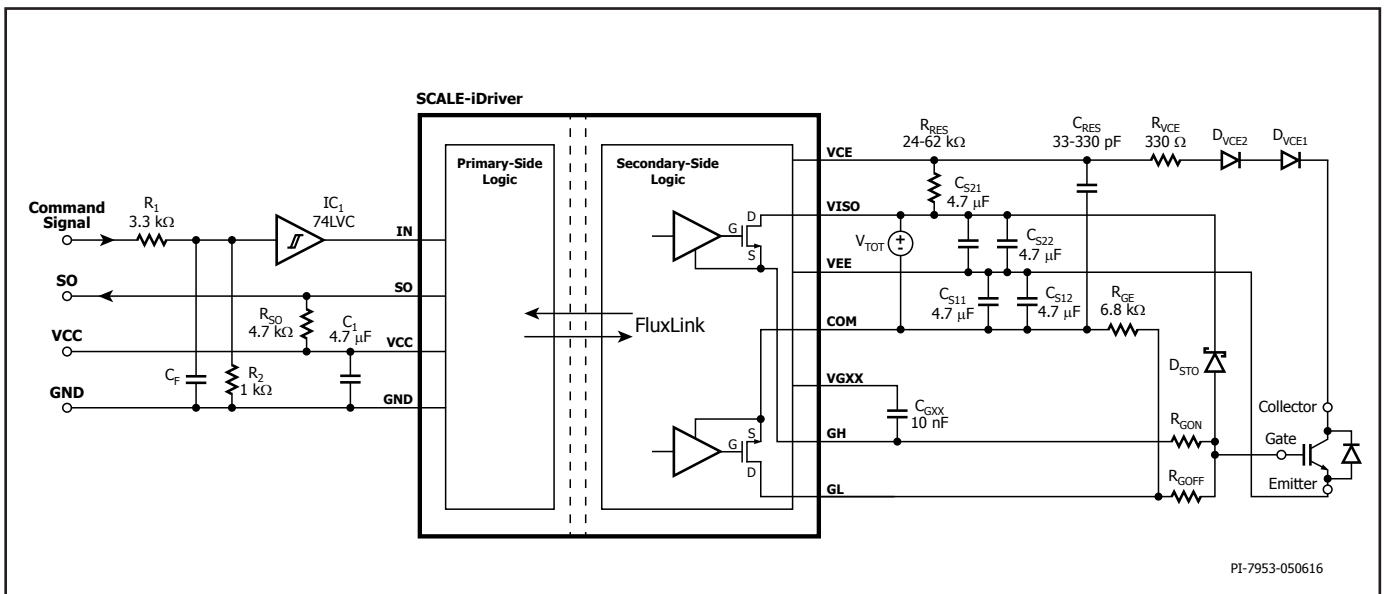 SCALE-iDriver
Primary-Side
Logic
Secondary-Side
Logic
Command
Signal
R1
3.3 kΩ
IC1
74LVC
IN
SO
SO
RSO
4.7 kΩ
C1
4.7 μF
VCC
VCC
CF
R2
1 kΩ
GND
GND
FluxLink
G
D
S
G
S
D
VCE
VISO
VEE
COM
VGXX
GH
GL
RRES
24-62 kΩ
CRES
33-330 pF
RVCE
330 Ω
DVCE2
DVCE1
CS21
4.7 μF
VTOT
+
-
CS22
4.7 μF
CS11
4.7 μF
CS12
4.7 μF
RGE
6.8 kΩ
DSTO
CGXX
10 nF
RGON
RGOFF
Collector
Gate
Emitter
PI-7953-050616